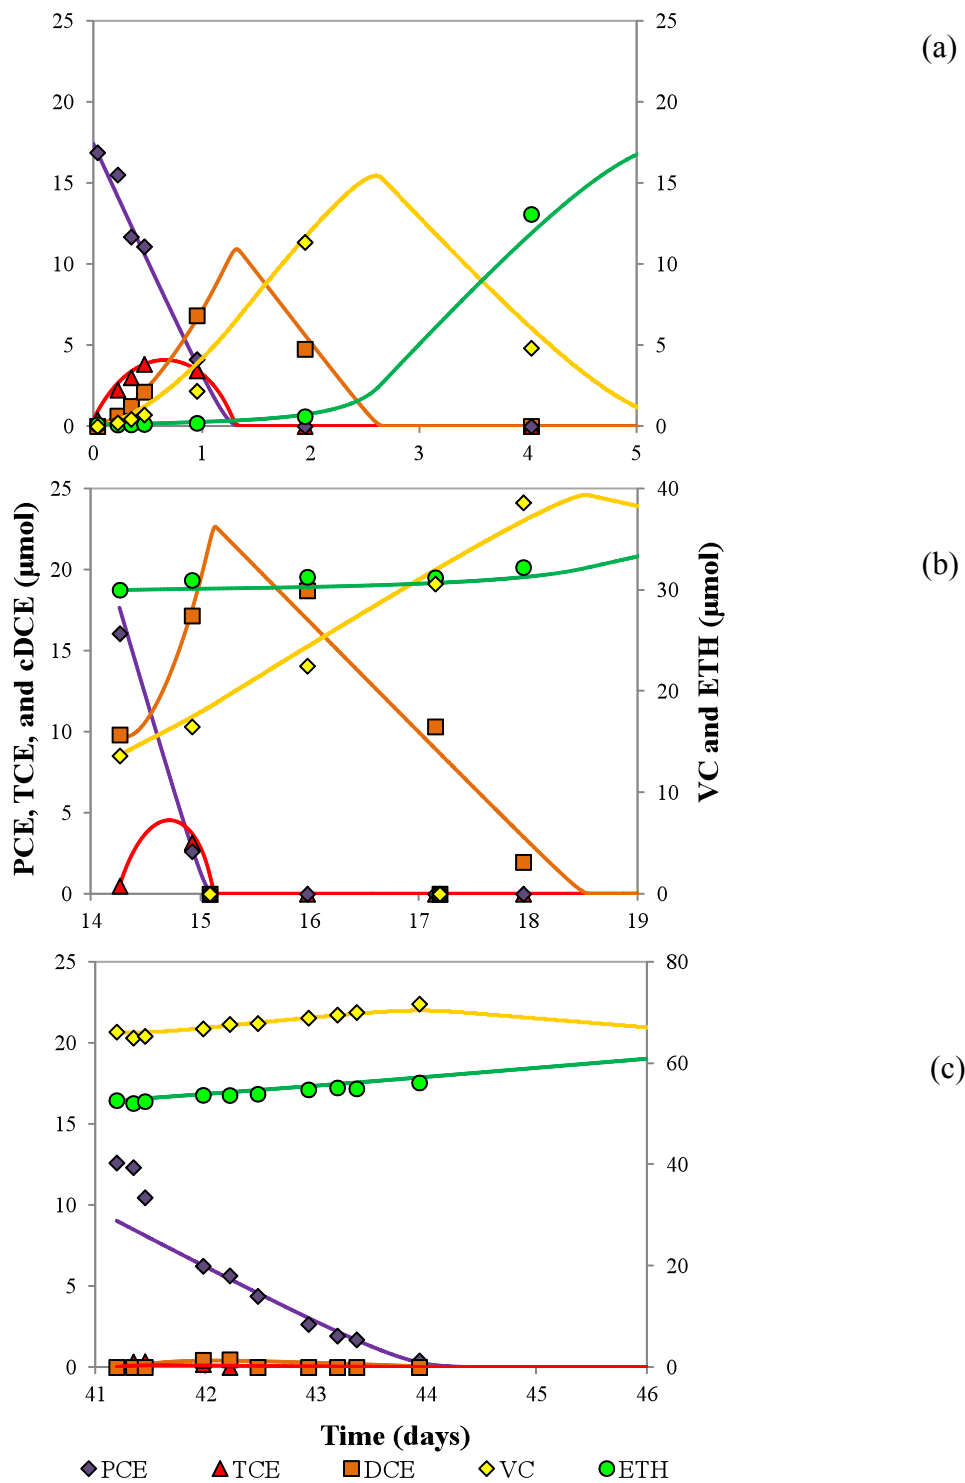 25 25 (a)
20 20
15 15
10 10
5 5
0 0
0 1 2 3 4 5
25 40
20 30 (b)
15 20
10
5 10
0 0
14 15 16 17 18 19
PCE, TCE, and cDCE (µmol)
VC and ETH (µmol)
25 80
20 60
(c)
15
40
10
5 20
0 0
41 42 43 44 45 46
Time (days)
PCE TCE DCE VC ETH